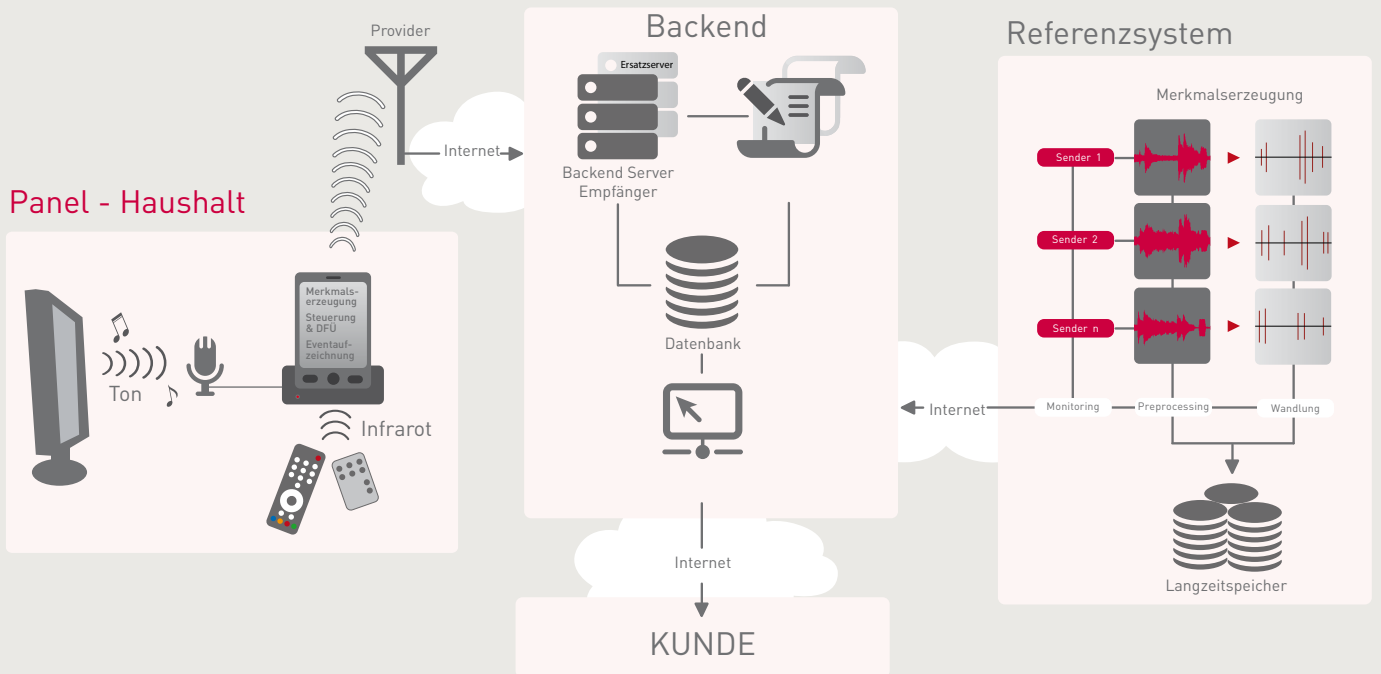 Provider
Internet
Panel - Haushalt
Merkmals-
erzeugung
Steuerung
& DFÜ
Eventauf-
zeichnung
Ton
Infrarot
Backend
Ersatzserver
Backend Server
Empfänger
Datenbank
Internet
KUNDE
Referenzsystem
Merkmalserzeugung
Sender 1
Sender 2
Sender n
Internet
Monitoring
Preprocessing
Wandlung
Langzeitspeicher